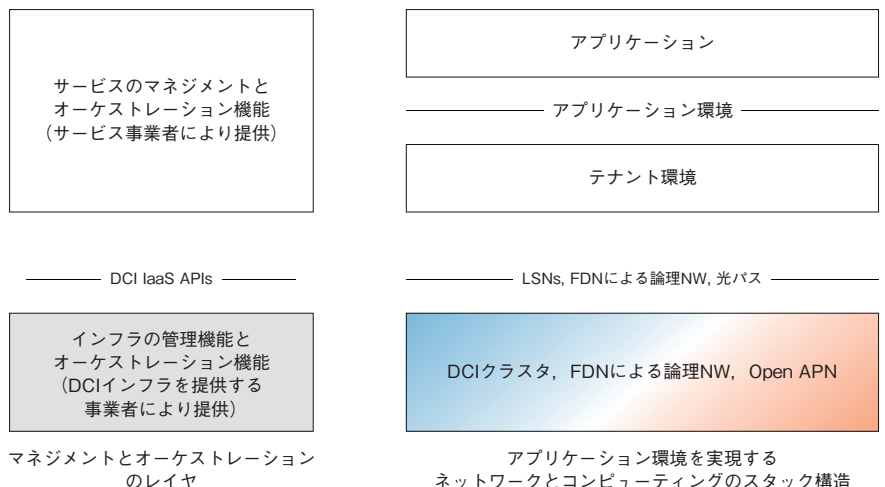 サービスのマネジメントと
オーケストレーション機能
（サービス事業者により提供）
DCI IaaS APIs
インフラの管理機能と
オーケストレーション機能
（DCIインフラを提供する
事業者により提供）
マネジメントとオーケストレーション
のレイヤ
アプリケーション
アプリケーション環境
テナント環境
LSNs, FDNによる論理NW, 光パス
DCIクラスタ，FDNによる論理NW，Open APN
アプリケーション環境を実現する
ネットワークとコンピューティングのスタック構造